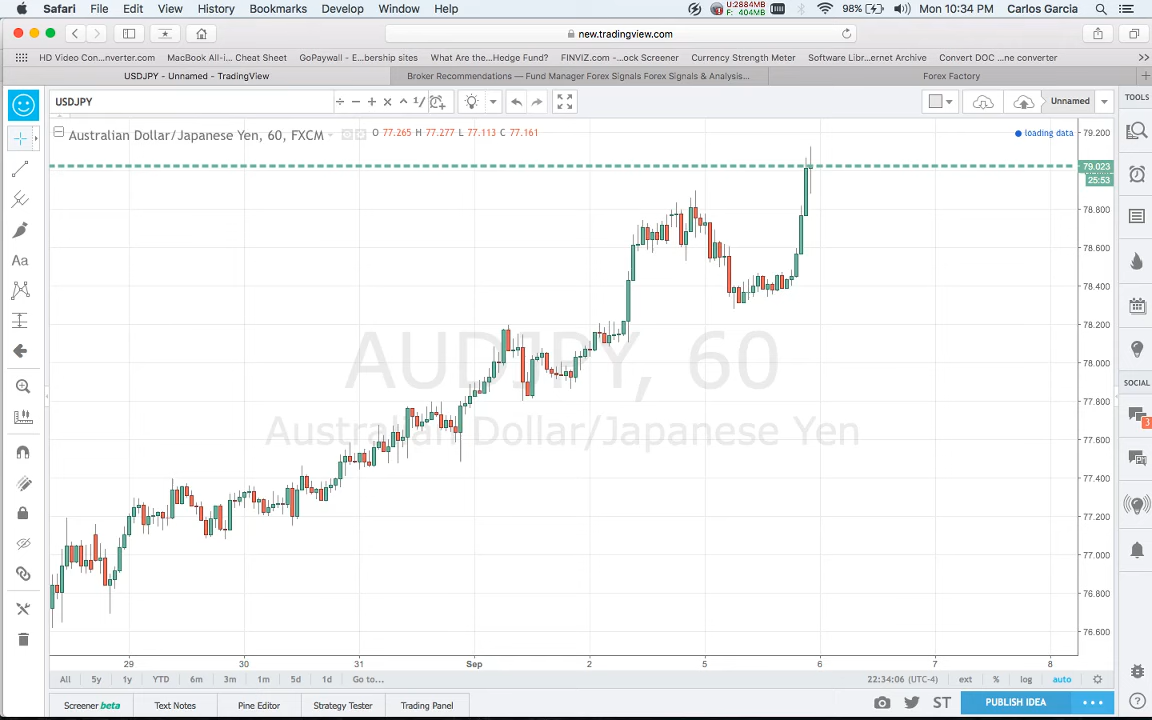 Safari File Edit View History Bookmarks Develop Window Help
U:2884MB
F: 404MB
98% Mon 10:34 PM Carlos Garcia
new.tradingview.com
HD Video Con...nverter.com MacBook All-i... Cheat Sheet GoPaywall - E...bership sites What Are the...Hedge Fund? FINVIZ.com -...ock Screener Currency Strength Meter Software Libr...ernet Archive Convert DOC ...ne converter
USDJPY - Unnamed - TradingView Broker Recommendations — Fund Manager Forex Signals Forex Signals & Analysis... Forex Factory
USDJPY
Unnamed
TOOLS
Australian Dollar/Japanese Yen, 60, FXCM O 77.265 H 77.277 L 77.113 C 77.161
loading data
79.200
79.023
25:53
78.800
78.600
78.400
78.200
78.000
77.800
77.600
77.400
77.200
77.000
76.800
76.600
AUDJPY, 60
Australian Dollar/Japanese Yen
Aa
SOCIAL
3
29 30 31 Sep 2 5 6 7 8
All 5y 1y YTD 6m 3m 1m 5d 1d Go to... 22:34:06 (UTC-4) ext % log auto
Screener beta Text Notes Pine Editor Strategy Tester Trading Panel ST PUBLISH IDEA